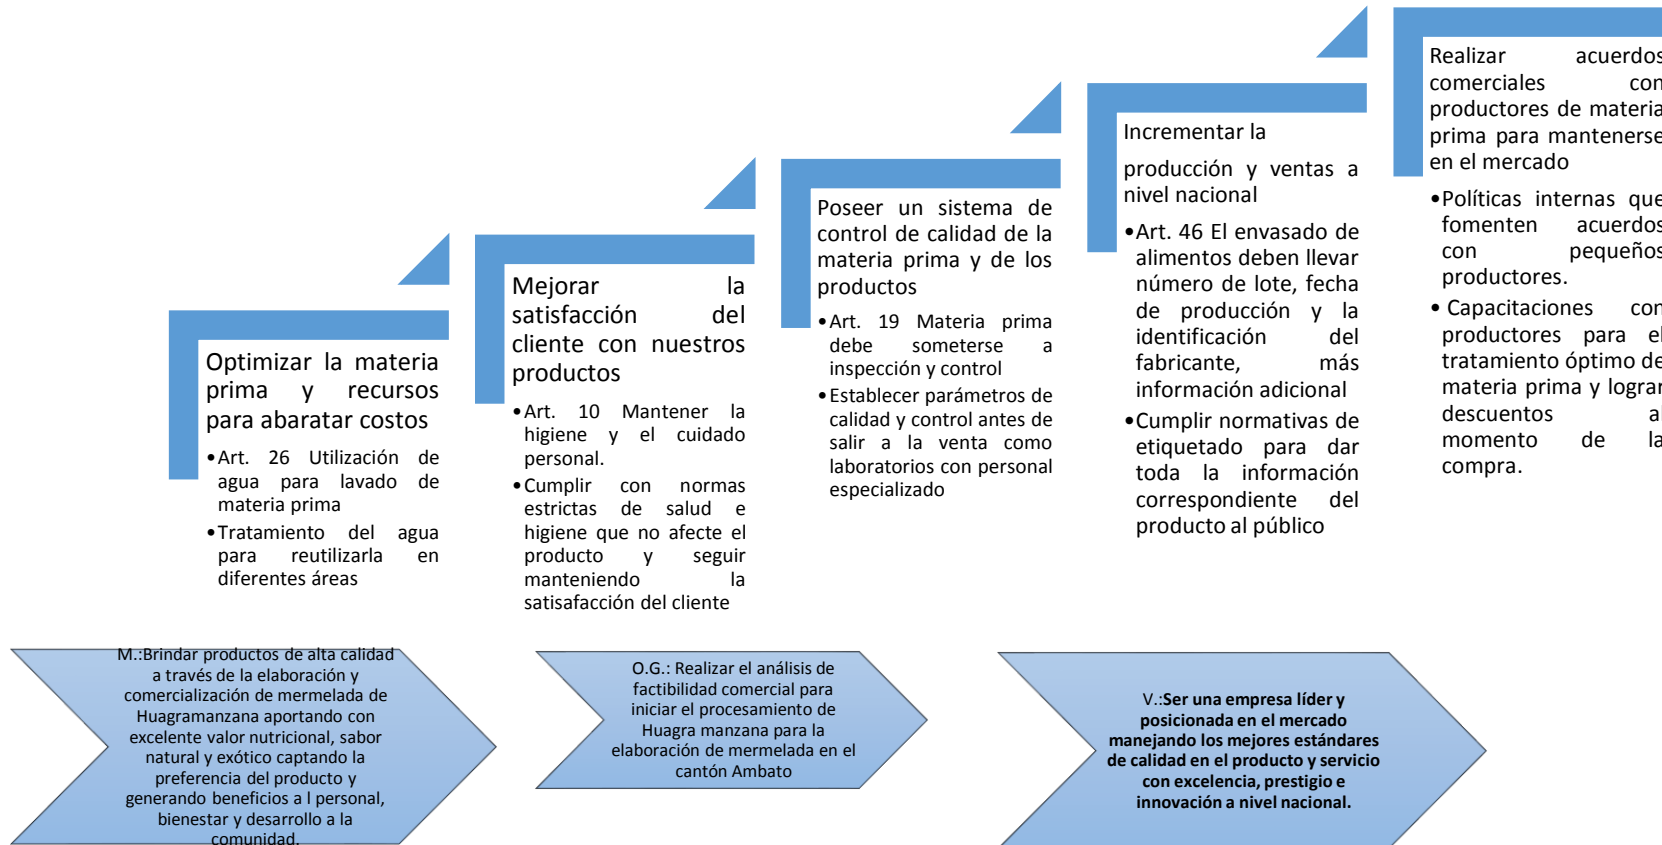 Optimizar la materia
prima y recursos
para abaratar costos
•Art. 26 Utilización de
agua para lavado de
materia prima
•Tratamiento del agua
para reutilizarla en
diferentes áreas
Mejorar la
satisfacción del
cliente con nuestros
productos
•Art. 10 Mantener la
higiene y el cuidado
personal.
•Cumplir con normas
estrictas de salud e
higiene que no afecte el
producto y seguir
manteniendo la
satisafacción del cliente
Poseer un sistema de
control de calidad de la
materia prima y de los
productos
•Art. 19 Materia prima
debe someterse a
inspección y control
•Establecer parámetros de
calidad y control antes de
salir a la venta como
laboratorios con personal
especializado
Incrementar la
producción y ventas a
nivel nacional
•Art. 46 El envasado de
alimentos deben llevar
número de lote, fecha
de producción y la
identificación del
fabricante, más
información adicional
•Cumplir normativas de
etiquetado para dar
toda la información
correspondiente del
producto al público
Realizar acuerdos
comerciales con
productores de materia
prima para mantenerse
en el mercado
•Políticas internas que
fomenten acuerdos
con pequeños
productores.
• Capacitaciones con
productores para el
tratamiento óptimo de
materia prima y lograr
descuentos al
momento de la
compra.
M.:Brindar productos de alta calidad
a través de la elaboración y
comercialización de mermelada de
Huagramanzana aportando con
excelente valor nutricional, sabor
natural y exótico captando la
preferencia del producto y
generando beneficios a l personal,
bienestar y desarrollo a la
comunidad.
O.G.: Realizar el análisis de
factibilidad comercial para
iniciar el procesamiento de
Huagra manzana para la
elaboración de mermelada en el
cantón Ambato
V.:Ser una empresa líder y
posicionada en el mercado
manejando los mejores estándares
de calidad en el producto y servicio
con excelencia, prestigio e
innovación a nivel nacional.